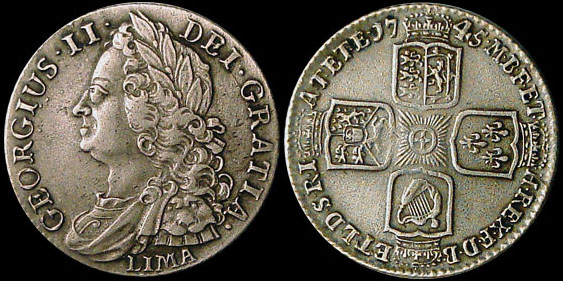 GEORGIUS·II· DEI·GRATIA·
LIMA
17 45 M·B·F·ET· H·REX·F·D·B· ET·L·D·S·R·I· A·T·ET·E·